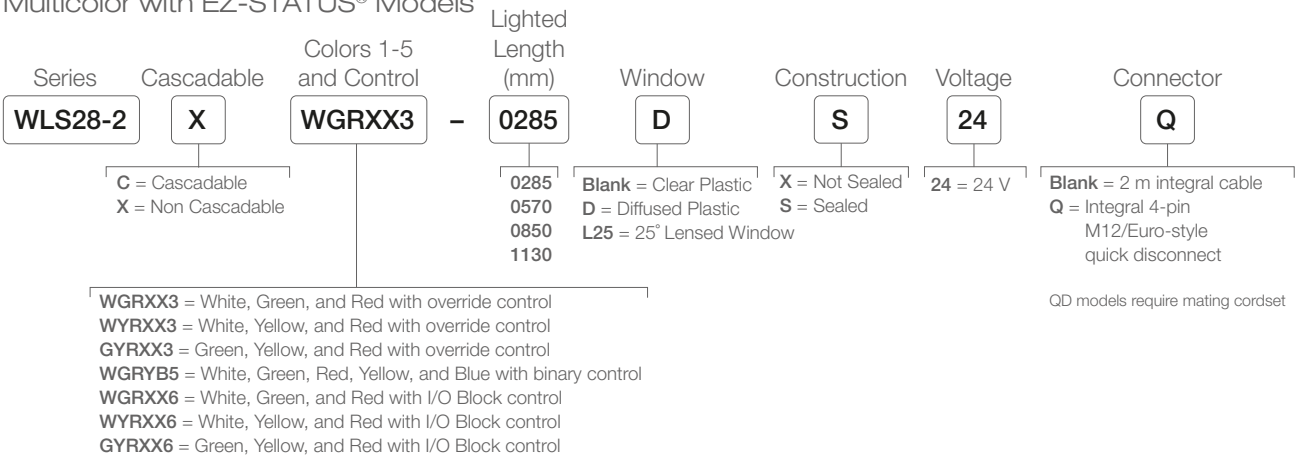 Multicolor with EZ-STATUS® Models
Series
Cascadable
Colors 1-5
and Control
Lighted
Length
(mm)
Window
Construction
Voltage
Connector
WLS28-2
X
WGRXX3
–
0285
D
S
24
Q
C = Cascadable
X = Non Cascadable
0285
0570
0850
1130
Blank = Clear Plastic
D = Diffused Plastic
L25 = 25° Lensed Window
X = Not Sealed
S = Sealed
24 = 24 V
Blank = 2 m integral cable
Q = Integral 4-pin
M12/Euro-style
quick disconnect
QD models require mating cordset
WGRXX3 = White, Green, and Red with override control
WYRXX3 = White, Yellow, and Red with override control
GYRXX3 = Green, Yellow, and Red with override control
WGRYB5 = White, Green, Red, Yellow, and Blue with binary control
WGRXX6 = White, Green, and Red with I/O Block control
WYRXX6 = White, Yellow, and Red with I/O Block control
GYRXX6 = Green, Yellow, and Red with I/O Block control